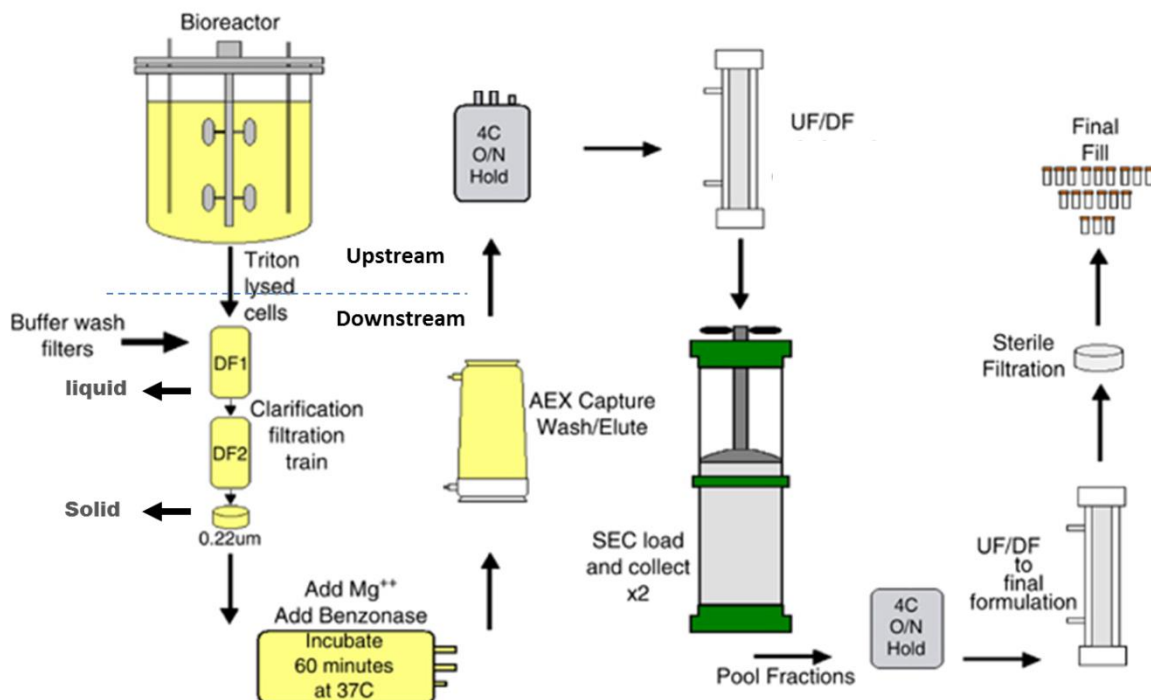 Bioreactor
Triton
lysed
cells
Upstream
Downstream
Buffer wash
filters
DF1
liquid
Clarification
filtration
train
DF2
Solid
0.22um
Add Mg++
Add Benzonase
Incubate
60 minutes
at 37C
AEX Capture
Wash/Elute
4C
O/N
Hold
UF/DF
SEC load
and collect
x2
Pool Fractions
4C
O/N
Hold
UF/DF
to
final
formulation
Sterile
Filtration
Final
Fill